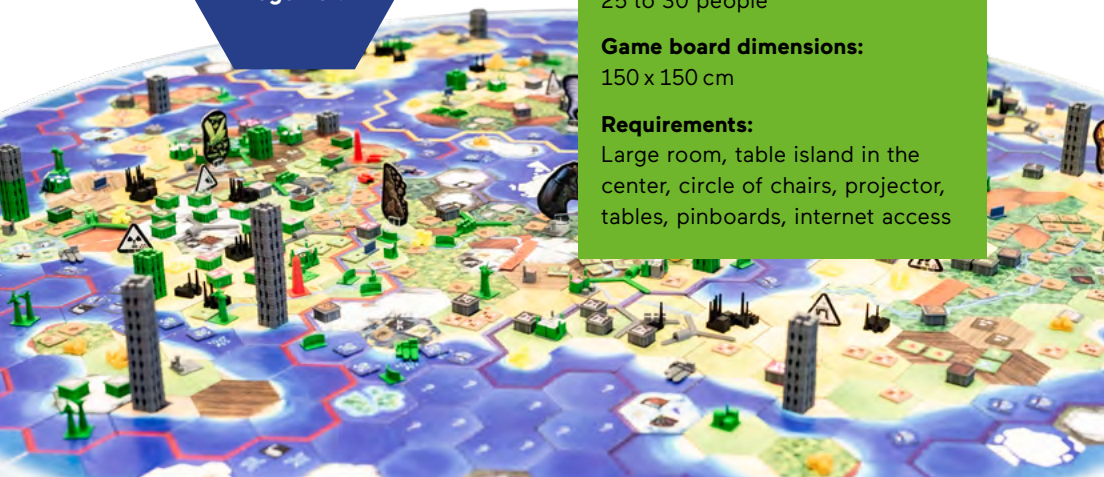 25 to 30 people
Game board dimensions:
150 x 150 cm
Requirements:
Large room, table island in the
center, circle of chairs, projector,
tables, pinboards, internet access